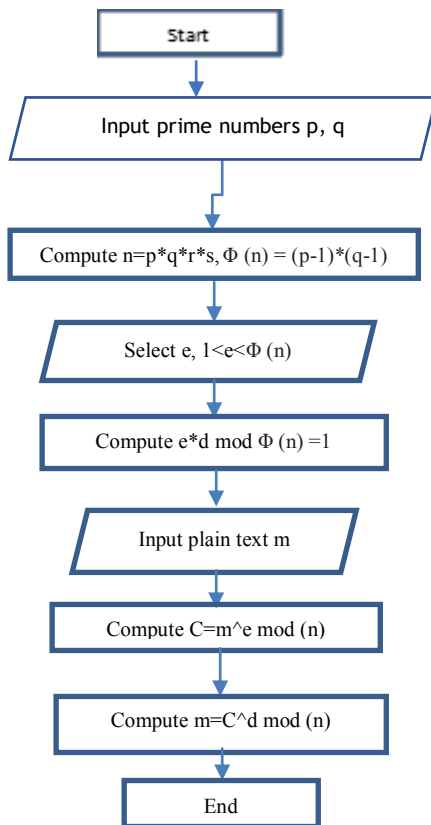 Start
Input prime numbers p, q
Compute n=p*q*r*s, Φ (n) = (p-1)*(q-1)
Select e, 1<e<Φ (n)
Compute e*d mod Φ (n) =1
Input plain text m
Compute C=m^e mod (n)
Compute m=C^d mod (n)
End